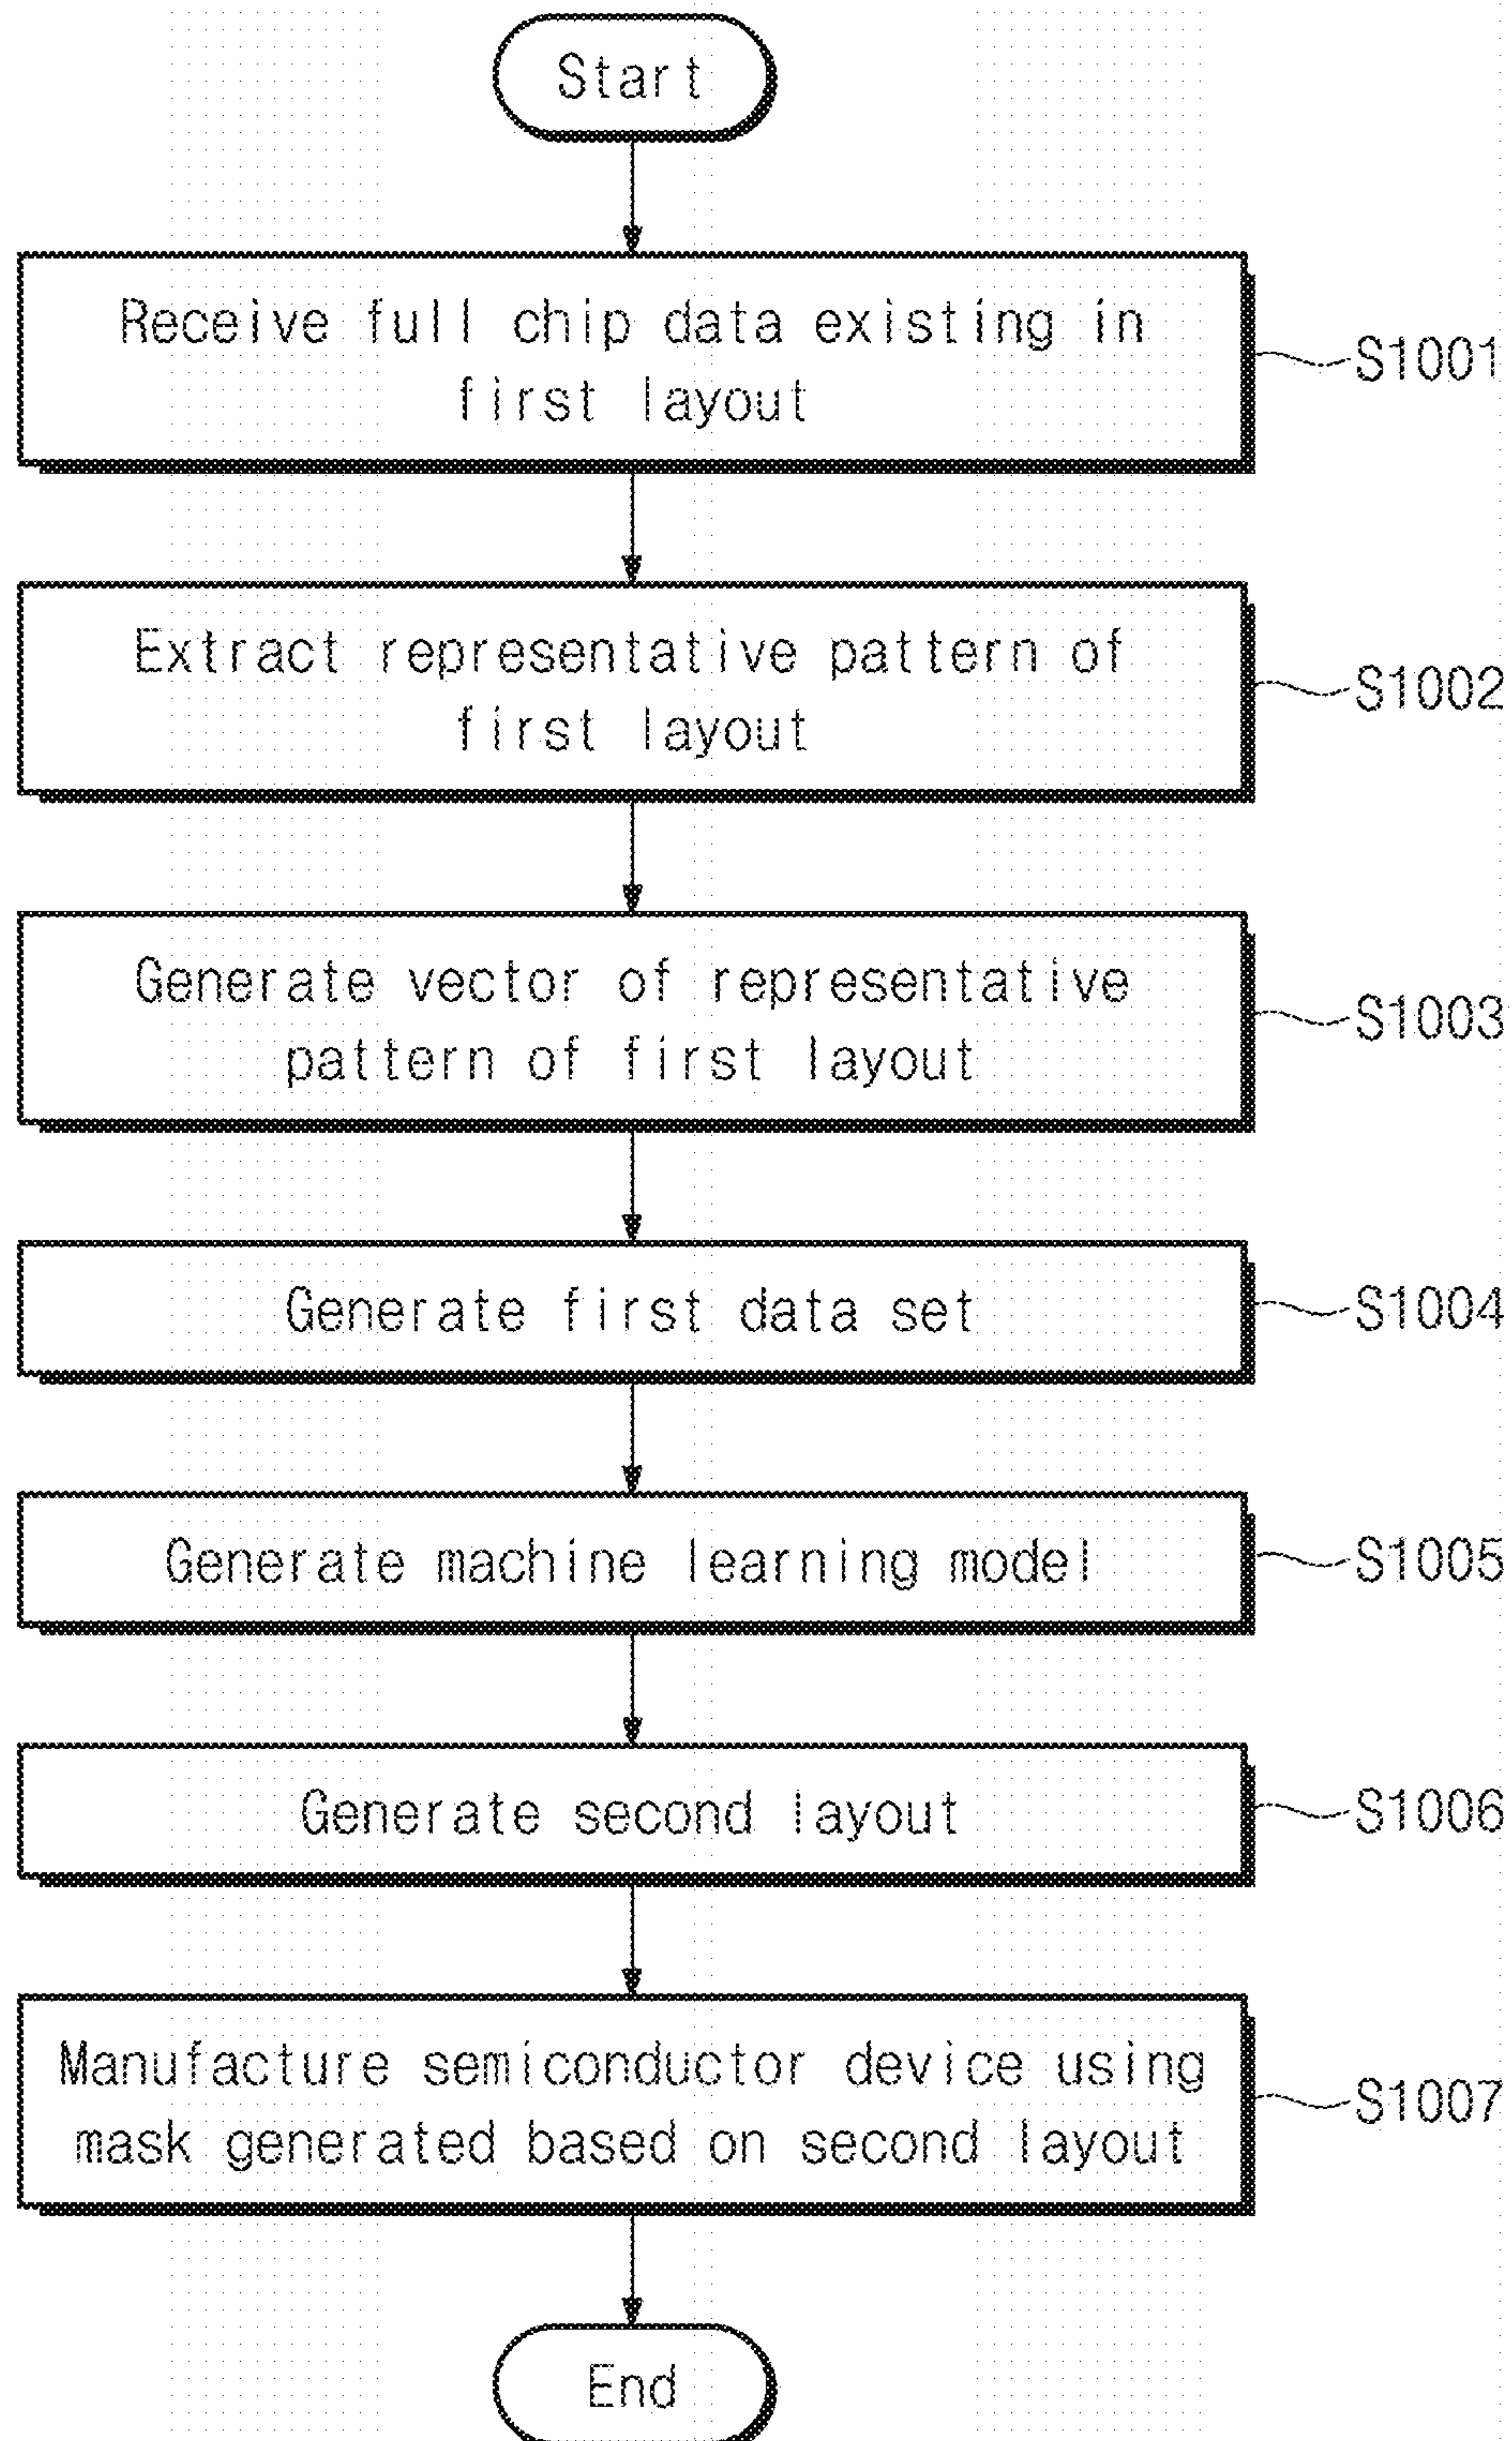 Start
Receive full chip data existing in
first layout
S1001
Extract representative pattern of
first layout
S1002
Generate vector of representative
pattern of first layout
S1003
Generate first data set
S1004
Generate machine learning model
S1005
Generate second layout
S1006
Manufacture semiconductor device using
mask generated based on second layout
S1007
End